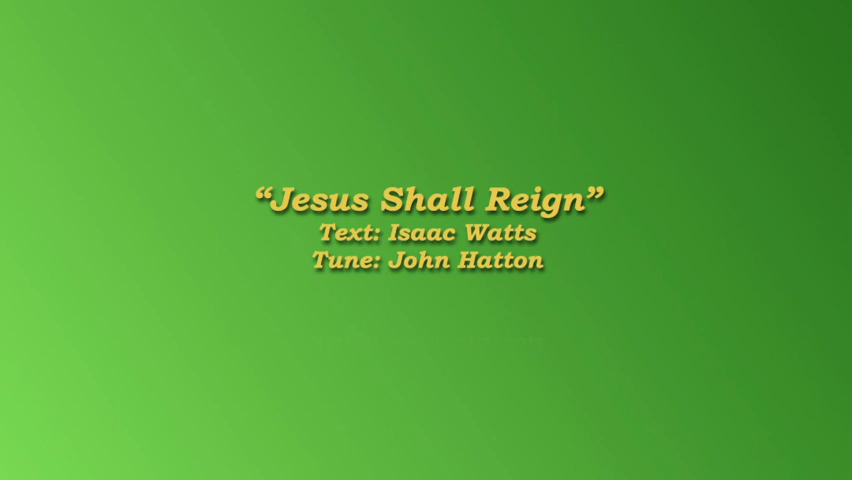 “Jesus Shall Reign”
Text: Isaac Watts
Tune: John Hatton